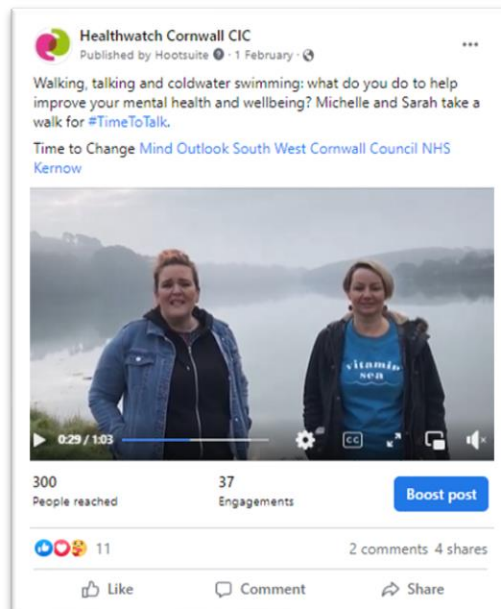 Healthwatch Cornwall CIC
Published by Hootsuite · 1 February ·
Walking, talking and coldwater swimming: what do you do to help
improve your mental health and wellbeing? Michelle and Sarah take a
walk for #TimeToTalk.
Time to Change Mind Outlook South West Cornwall Council NHS
Kernow
vitamin
sea
0:29 / 1:03
CC
300
37
People reached
Engagements
Boost post
11
2 comments 4 shares
Like
Comment
Share